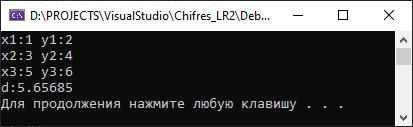 D:\PROJECTS\VisualStudio\Chifres_LR2\Deb...
x1:1 y1:2
x2:3 y2:4
x3:5 y3:6
d:5.65685
Для продолжения нажмите любую клавишу . . .